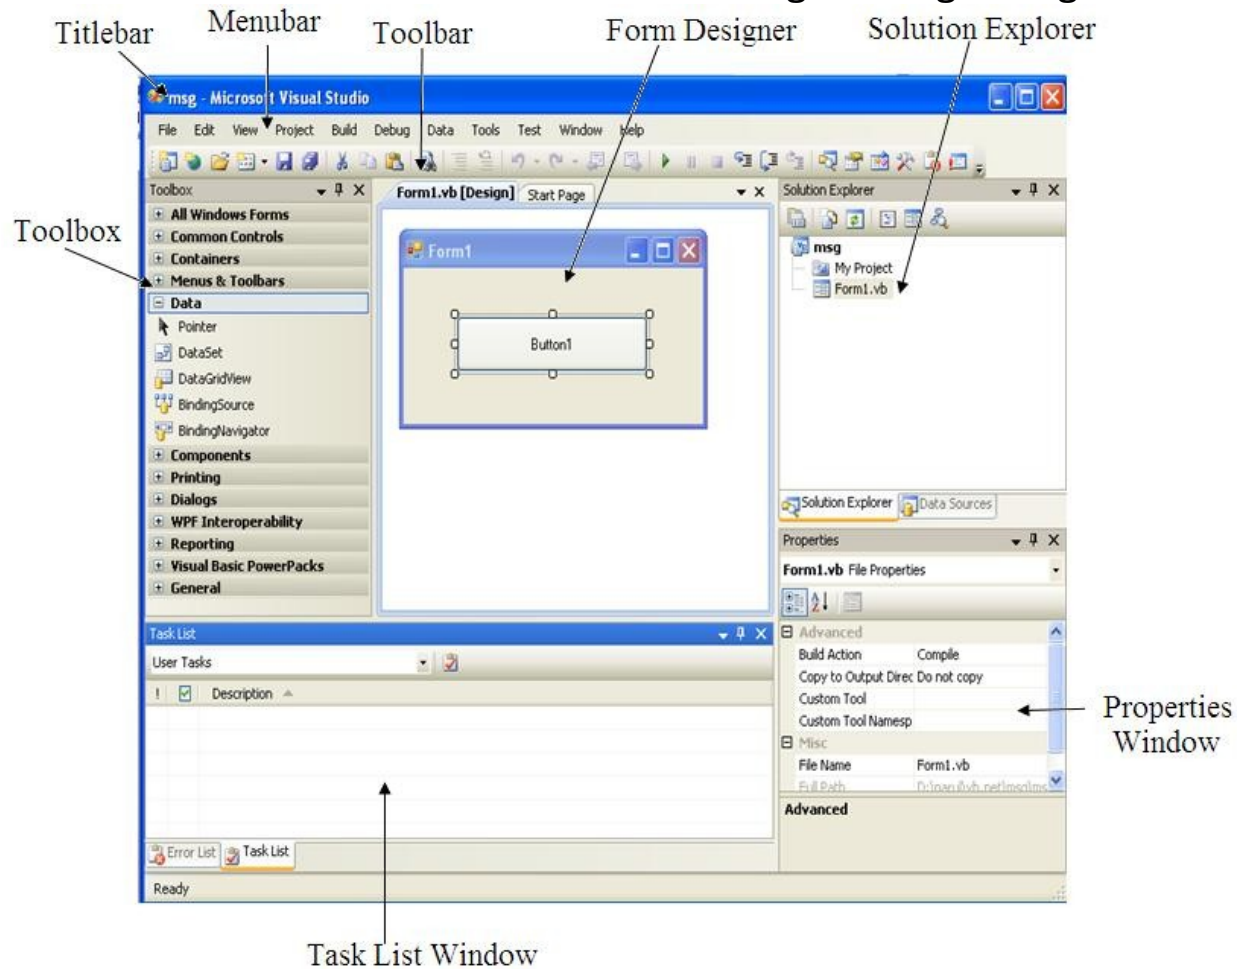 Menubar
Titlebar
Toolbar
Form Designer
Solution Explorer
msg - Microsoft Visual Studio
File Edit View Project Build Debug Data Tools Test Window Help
Toolbox
Toolbox
All Windows Forms
Common Controls
Containers
Menus & Toolbars
Data
Pointer
DataSet
DataGridView
BindingSource
BindingNavigator
Components
Printing
Dialogs
WPF Interoperability
Reporting
Visual Basic PowerPacks
General
Form1.vb [Design] Start Page
Form1
Button1
Solution Explorer
msg
My Project
Form1.vb
Solution Explorer Data Sources
Properties
Form1.vb File Properties
Advanced
Build Action Compile
Copy to Output Direc Do not copy
Custom Tool
Custom Tool Namesp
Misc
File Name Form1.vb
Full Path
Advanced
Properties
Window
Task List
User Tasks
! Description
Error List Task List
Ready
Task List Window